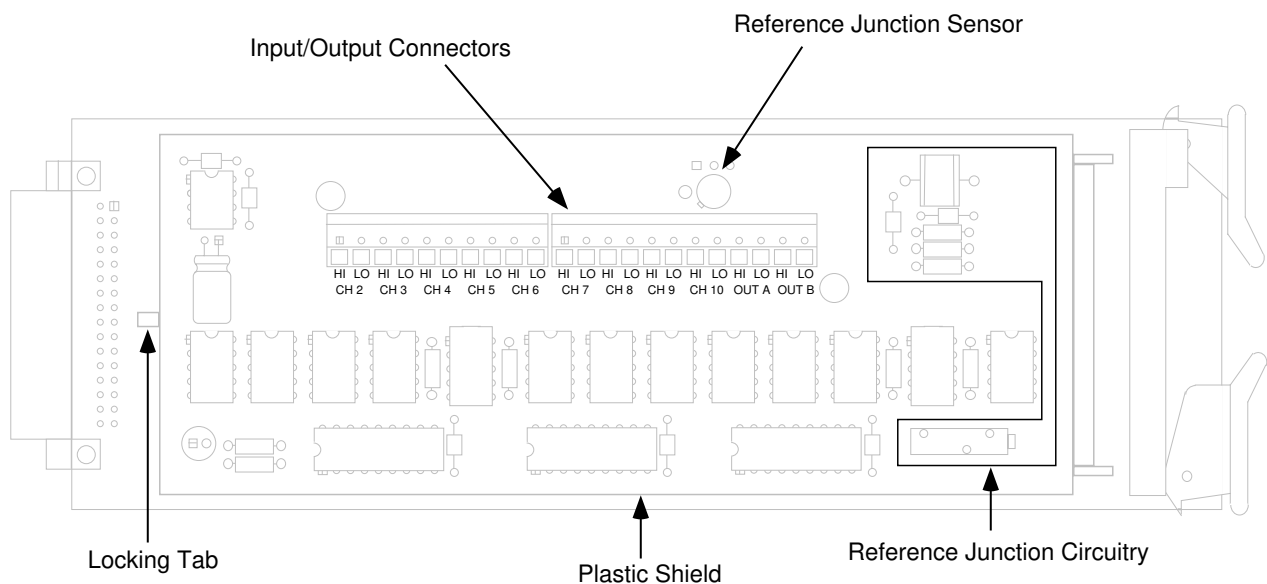 Reference Junction Sensor
Input/Output Connectors
HI LO HI LO HI LO HI LO HI LO HI LO HI LO HI LO HI LO HI LO HI LO
CH 2 CH 3 CH 4 CH 5 CH 6 CH 7 CH 8 CH 9 CH 10 OUT A OUT B
Locking Tab
Plastic Shield
Reference Junction Circuitry